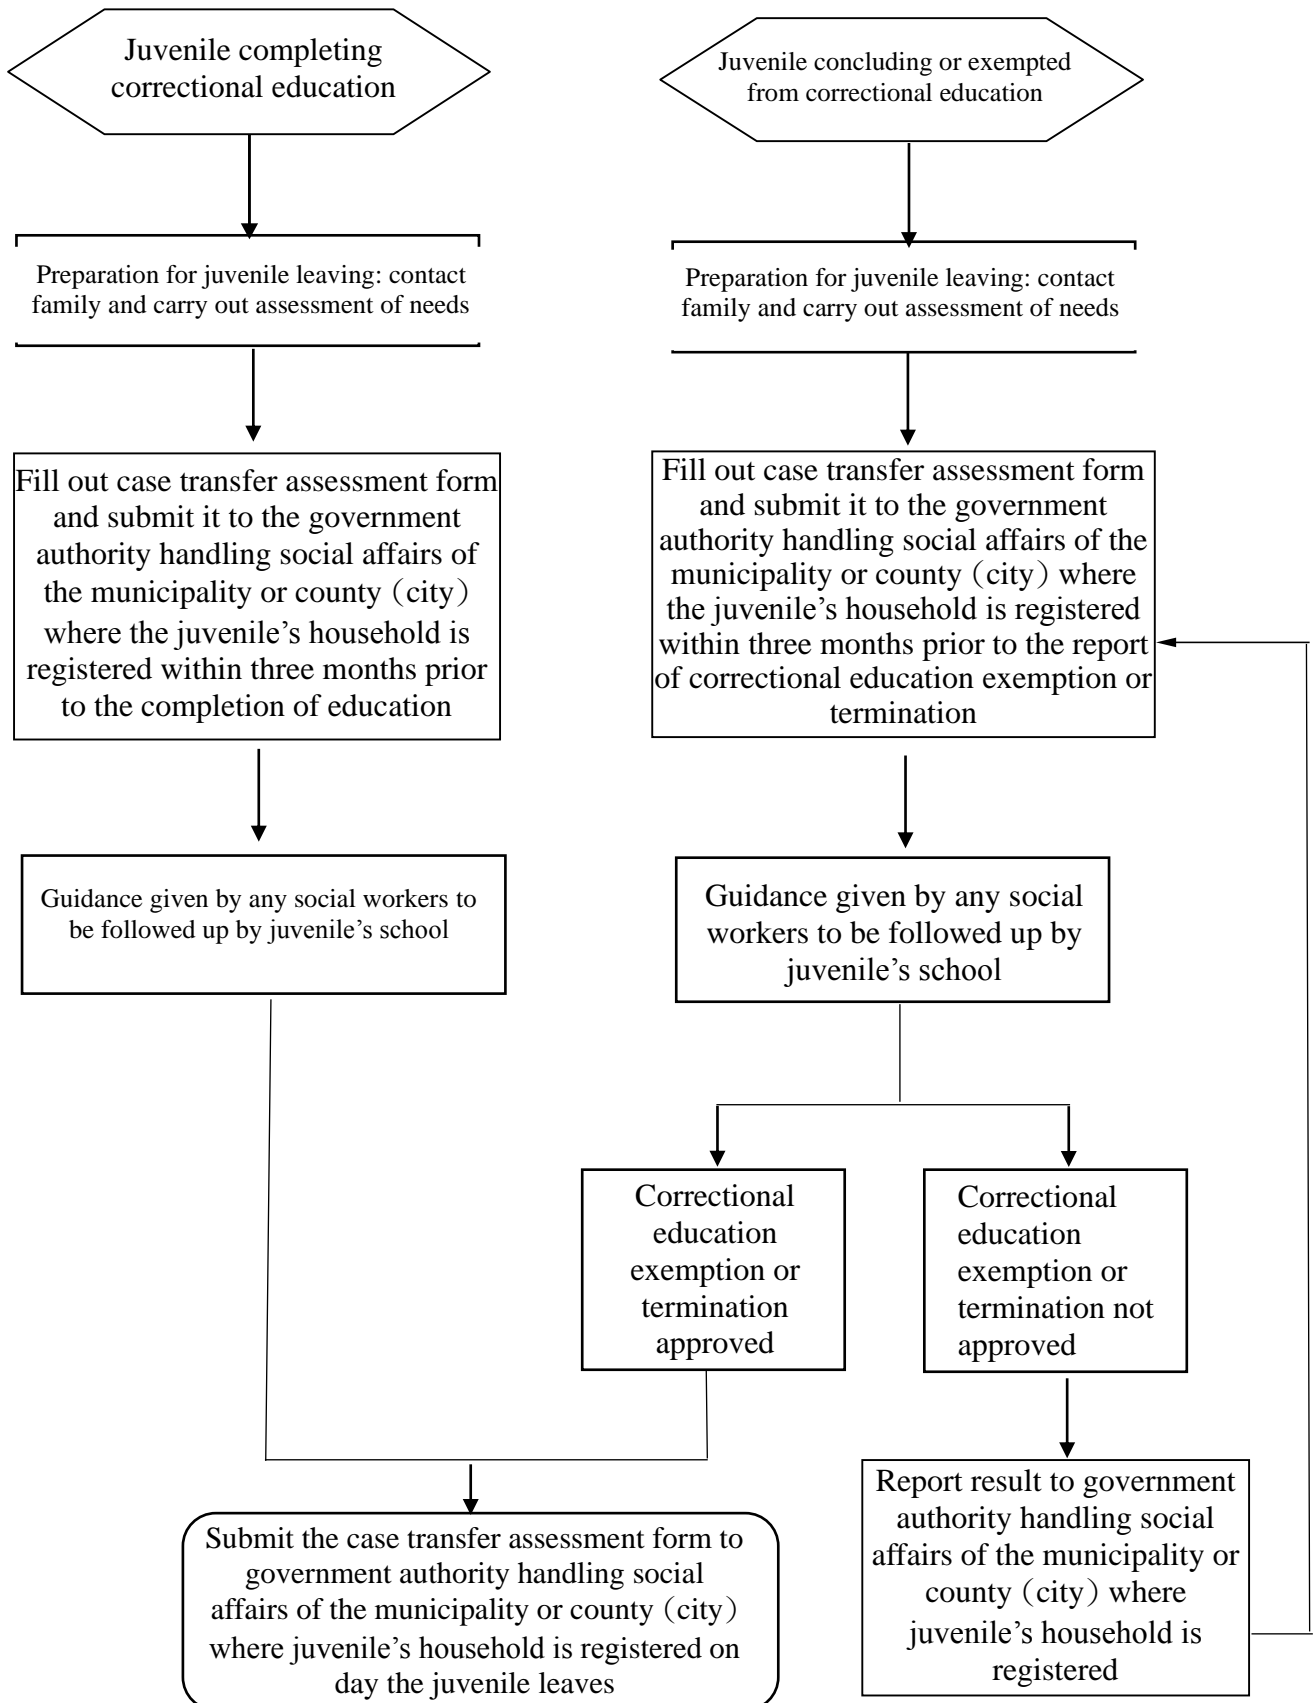 Juvenile completing
correctional education
Juvenile concluding or exempted
from correctional education
Preparation for juvenile leaving: contact
family and carry out assessment of needs
Preparation for juvenile leaving: contact
family and carry out assessment of needs
Fill out case transfer assessment form
and submit it to the government
authority handling social affairs of
the municipality or county（city）
where the juvenile’s household is
registered within three months prior
to the completion of education
Fill out case transfer assessment form
and submit it to the government
authority handling social affairs of the
municipality or county（city）where
the juvenile’s household is registered
within three months prior to the report
of correctional education exemption or
termination
Guidance given by any social workers to
be followed up by juvenile’s school
Guidance given by any social
workers to be followed up by
juvenile’s school
Correctional
education
exemption or
termination
approved
Correctional
education
exemption or
termination not
approved
Submit the case transfer assessment form to
government authority handling social
affairs of the municipality or county（city）
where juvenile’s household is registered on
day the juvenile leaves
Report result to government
authority handling social
affairs of the municipality or
county（city）where
juvenile’s household is
registered